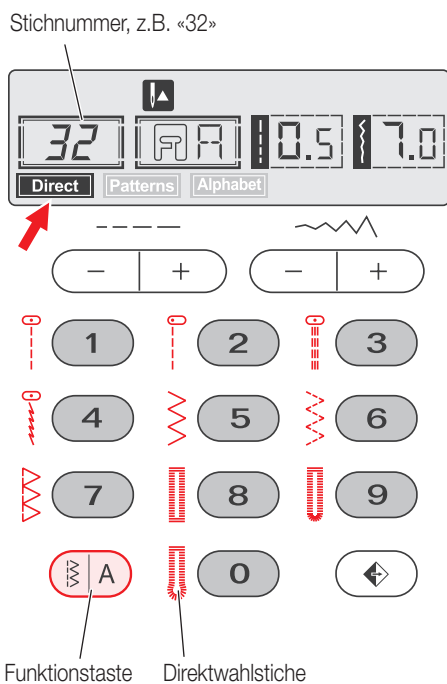 Stichnummer, z.B. «32»
32 A A 0.5 7.0
Direct Patterns Alphabet
- + - +
1 2 3
4 5 6
7 8 9
A 0
Funktionstaste Direktwahlstiche